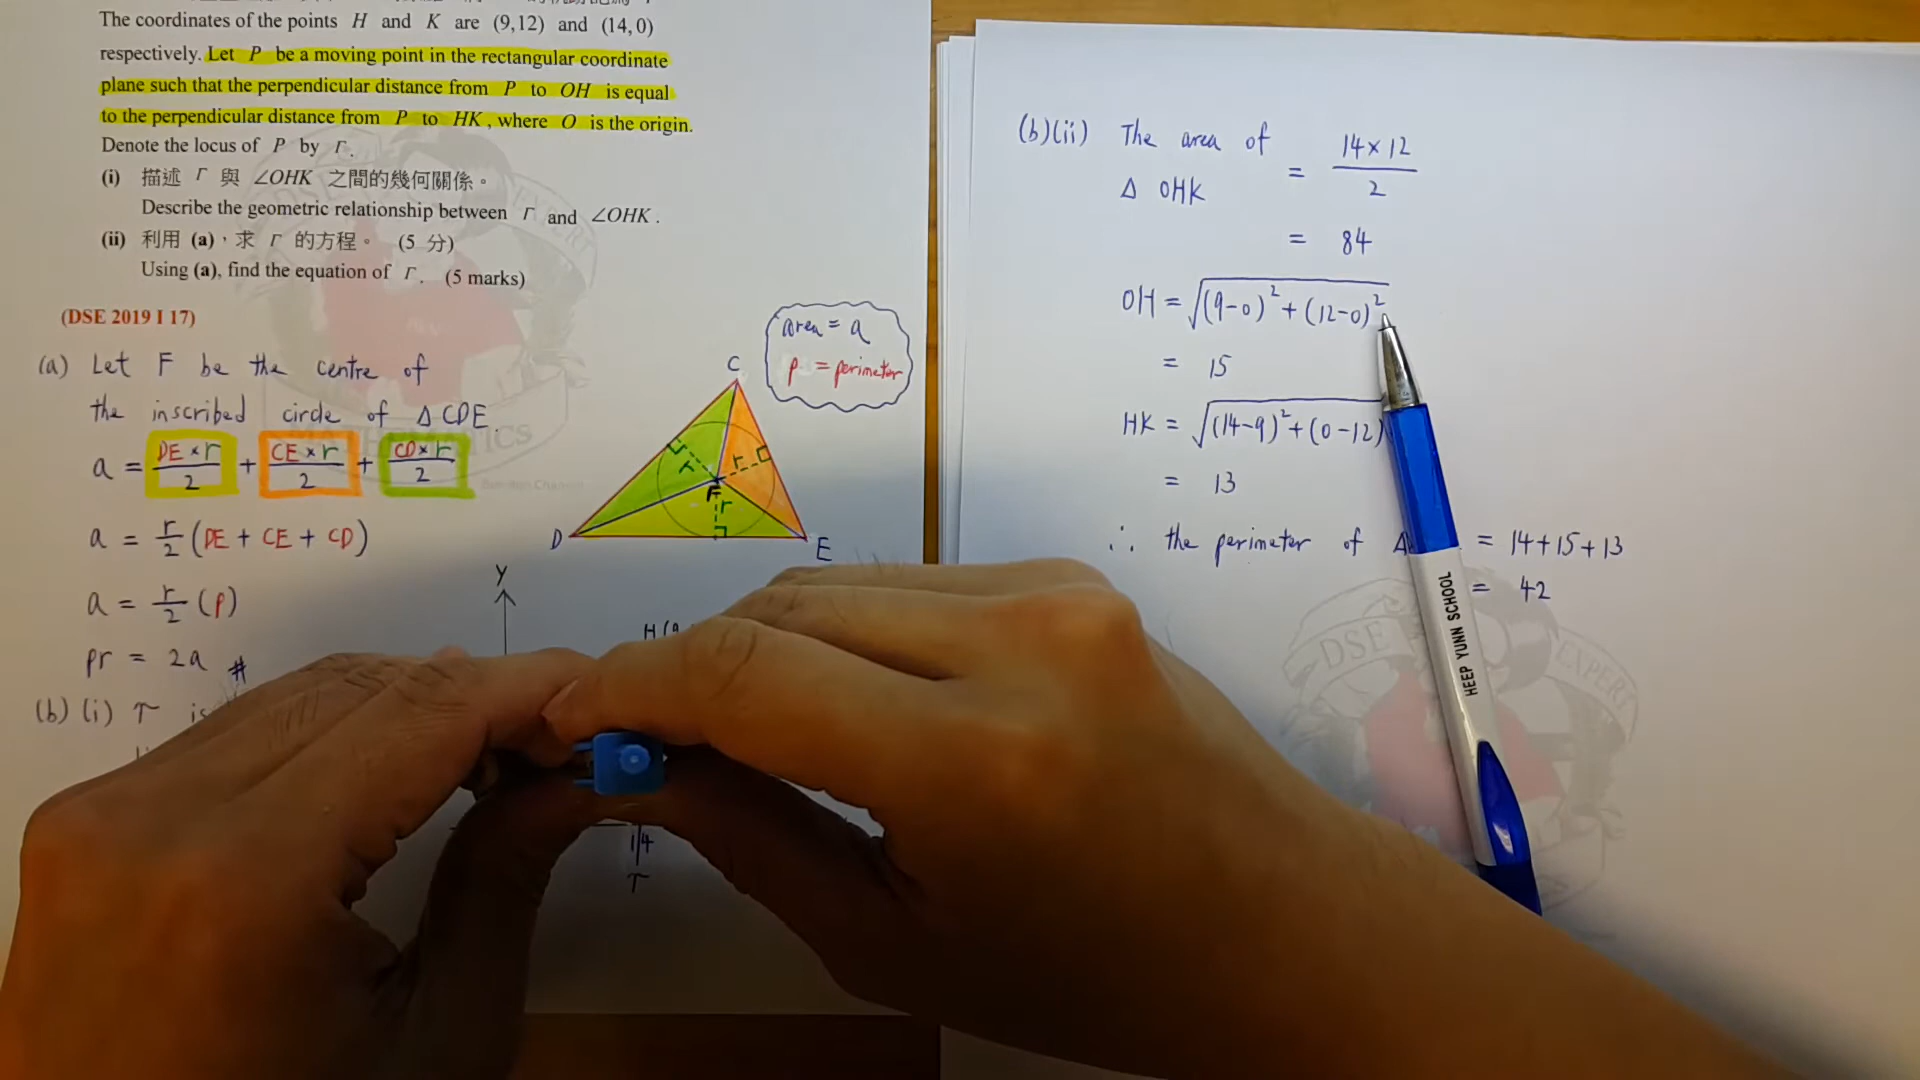 The coordinates of the points H and K are (9,12) and (14,0)
respectively. Let P be a moving point in the rectangular coordinate
plane such that the perpendicular distance from P to OH is equal
to the perpendicular distance from P to HK, where O is the origin.
Denote the locus of P by Γ.
(i) 描述 Γ 與 ∠OHK 之間的幾何關係。
Describe the geometric relationship between Γ and ∠OHK.
(ii) 利用 (a)，求 Γ 的方程。 (5 分)
Using (a), find the equation of Γ. (5 marks)
(DSE 2019 I 17)
(a) Let F be the centre of
the inscribed circle of Δ CDE.
a = DE×r/2 + CE×r/2 + CD×r/2
a = r/2 (DE + CE + CD)
a = r/2 (p)
pr = 2a #
(b) (i) Γ is
area = a
p = perimeter
C
D
E
F
r
r
r
y
H (9
14
Γ
(b)(ii) The area of Δ OHK = 14×12/2
= 84
OH = √(9-0)²+(12-0)²
= 15
HK = √(14-9)²+(0-12)
= 13
∴ the perimeter of Δ = 14+15+13
= 42
HEEP YUNN SCHOOL
DSE EXPERT
MATHEMATICS